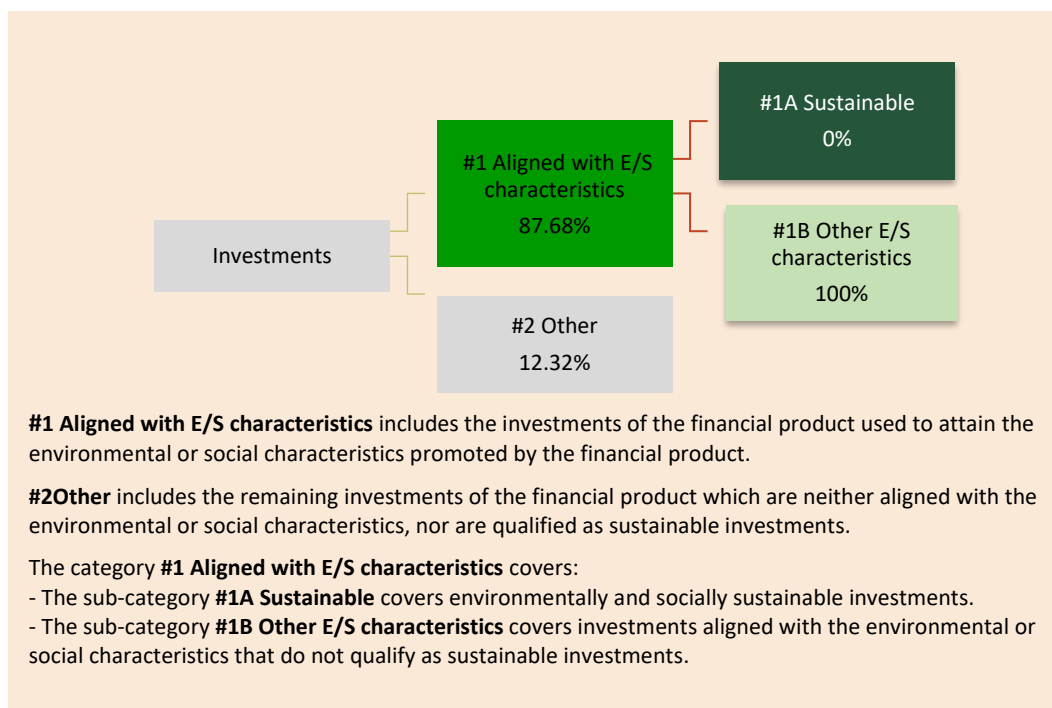 #1A Sustainable
0%
#1 Aligned with E/S
characteristics
87.68%
#1B Other E/S
characteristics
100%
Investments
#2 Other
12.32%
#1 Aligned with E/S characteristics includes the investments of the financial product used to attain the
environmental or social characteristics promoted by the financial product.
#2Other includes the remaining investments of the financial product which are neither aligned with the
environmental or social characteristics, nor are qualified as sustainable investments.
The category #1 Aligned with E/S characteristics covers:
- The sub-category #1A Sustainable covers environmentally and socially sustainable investments.
- The sub-category #1B Other E/S characteristics covers investments aligned with the environmental or
social characteristics that do not qualify as sustainable investments.